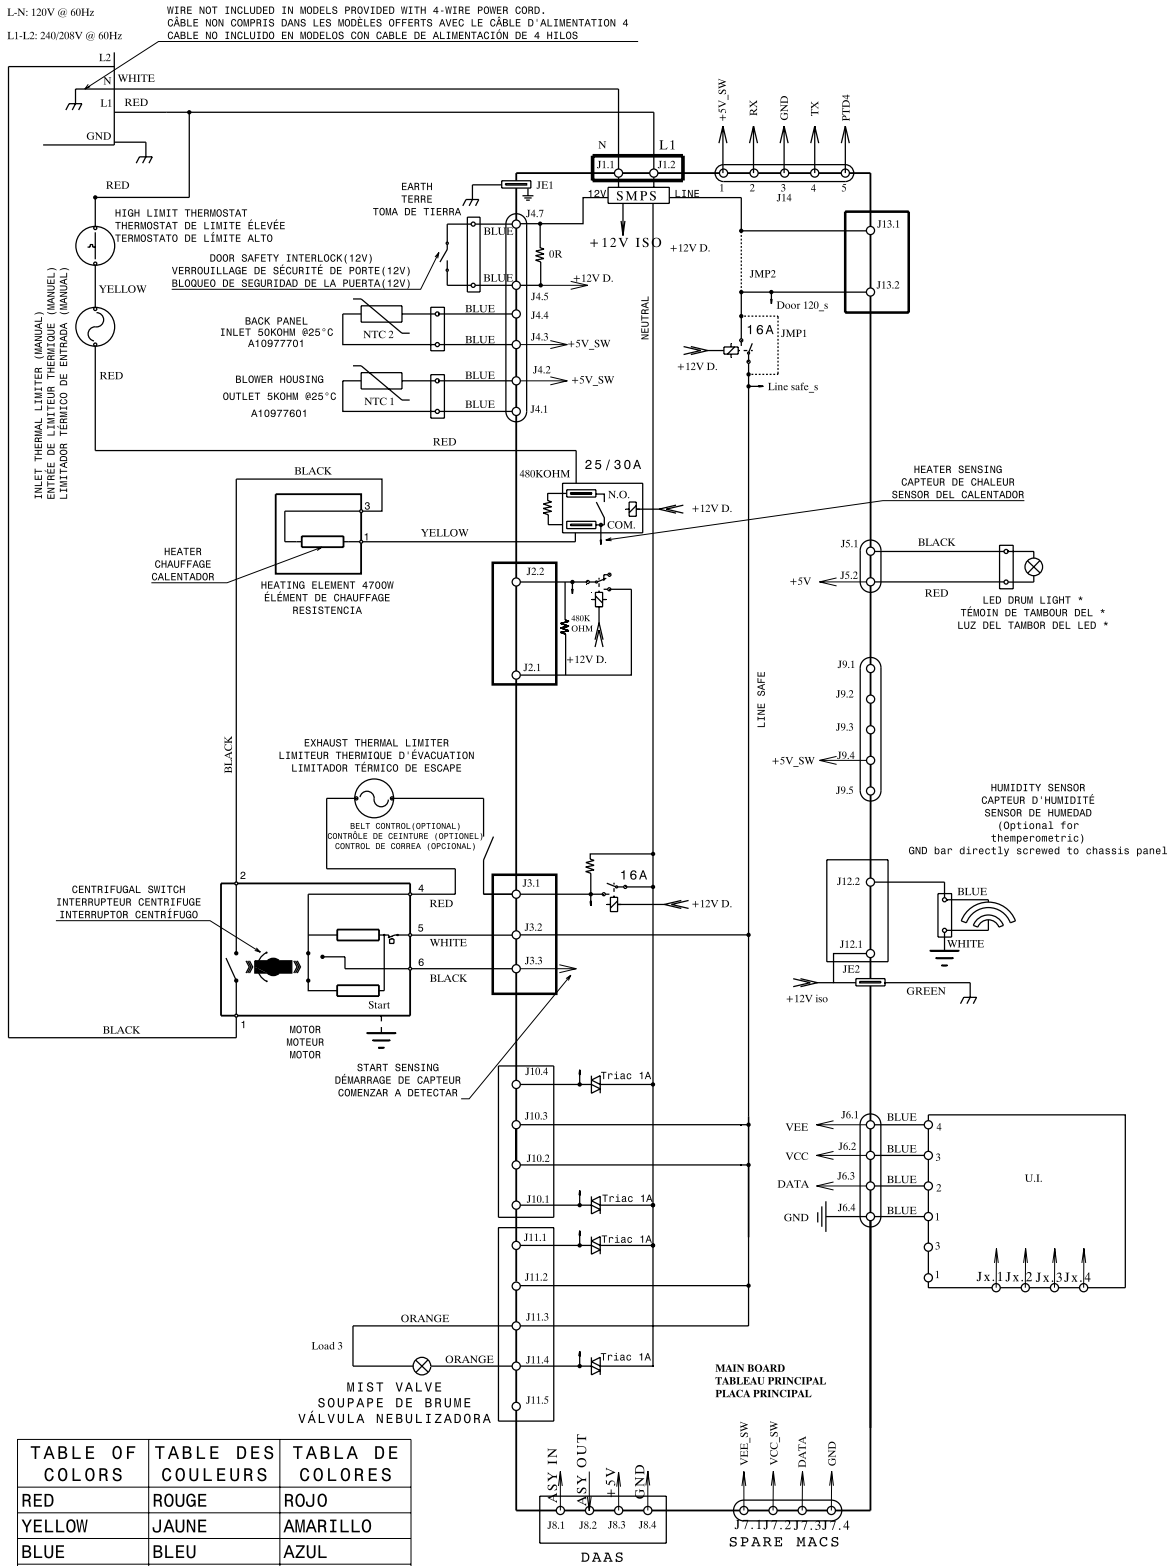 L-N: 120V @ 60Hz
L1-L2: 240/208V @ 60Hz
WIRE NOT INCLUDED IN MODELS PROVIDED WITH 4-WIRE POWER CORD.
CÂBLE NON COMPRIS DANS LES MODÈLES OFFERTS AVEC LE CÂBLE D'ALIMENTATION 4
CABLE NO INCLUIDO EN MODELOS CON CABLE DE ALIMENTACIÓN DE 4 HILOS
L2
N
WHITE
L1
RED
GND
RED
HIGH LIMIT THERMOSTAT
THERMOSTAT DE LIMITE ÉLEVÉE
TERMOSTATO DE LÍMITE ALTO
YELLOW
INLET THERMAL LIMITER (MANUAL)
ENTRÉE DE LIMITEUR THERMIQUE (MANUEL)
LIMITADOR TÉRMICO DE ENTRADA (MANUAL)
RED
EARTH
TERRE
TOMA DE TIERRA
DOOR SAFETY INTERLOCK(12V)
VERROUILLAGE DE SÉCURITÉ DE PORTE(12V)
BLOQUEO DE SEGURIDAD DE LA PUERTA(12V)
BACK PANEL
INLET 50KOHM @25°C
A10977701
NTC 2
BLUE
BLUE
BLOWER HOUSING
OUTLET 5KOHM @25°C
A10977601
NTC 1
BLUE
BLUE
BLUE
BLUE
JE1
J4.7
0R
+12V D.
J4.5
J4.4
J4.3
+5V_SW
J4.2
+5V_SW
J4.1
N
L1
J1.1
J1.2
12V
SMPS
LINE
+12V ISO
+12V D.
NEUTRAL
+5V_SW
RX
GND
TX
PTD4
1
2
3
4
5
J14
J13.1
JMP2
J13.2
Door 120_s
16A
JMP1
+12V D.
Line safe_s
RED
BLACK
480KOHM
25/30A
N.O.
COM.
+12V D.
HEATER SENSING
CAPTEUR DE CHALEUR
SENSOR DEL CALENTADOR
3
1
YELLOW
HEATER
CHAUFFAGE
CALENTADOR
HEATING ELEMENT 4700W
ÉLÉMENT DE CHAUFFAGE
RESISTENCIA
J2.2
480K
OHM
+12V D.
J2.1
J5.1
BLACK
+5V
J5.2
RED
LED DRUM LIGHT *
TÉMOIN DE TAMBOUR DEL *
LUZ DEL TAMBOR DEL LED *
J9.1
J9.2
J9.3
+5V_SW
J9.4
J9.5
LINE SAFE
BLACK
EXHAUST THERMAL LIMITER
LIMITEUR THERMIQUE D'ÉVACUATION
LIMITADOR TÉRMICO DE ESCAPE
BELT CONTROL(OPTIONAL)
CONTRÔLE DE CEINTURE (OPTIONEL)
CONTROL DE CORREA (OPCIONAL)
HUMIDITY SENSOR
CAPTEUR D'HUMIDITÉ
SENSOR DE HUMEDAD
(Optional for
themperometric)
GND bar directly screwed to chassis panel
CENTRIFUGAL SWITCH
INTERRUPTEUR CENTRIFUGE
INTERRUPTOR CENTRÍFUGO
2
4
RED
5
WHITE
6
BLACK
Start
1
BLACK
MOTOR
MOTEUR
MOTOR
J3.1
J3.2
J3.3
16A
+12V D.
J12.2
BLUE
J12.1
WHITE
JE2
+12V iso
GREEN
START SENSING
DÉMARRAGE DE CAPTEUR
COMENZAR A DETECTAR
J10.4
Triac 1A
J10.3
J10.2
J10.1
Triac 1A
J11.1
Triac 1A
J11.2
J11.3
ORANGE
Load 3
ORANGE
J11.4
Triac 1A
J11.5
MIST VALVE
SOUPAPE DE BRUME
VÁLVULA NEBULIZADORA
VEE
J6.1
BLUE
4
VCC
J6.2
BLUE
3
DATA
J6.3
BLUE
2
GND
J6.4
BLUE
1
3
1
U.I.
Jx.1
Jx.2
Jx.3
Jx.4
MAIN BOARD
TABLEAU PRINCIPAL
PLACA PRINCIPAL
ASY IN
ASY OUT
+5V
GND
J8.1
J8.2
J8.3
J8.4
DAAS
VEE_SW
VCC_SW
DATA
GND
J7.1
J7.2
J7.3
J7.4
SPARE MACS
TABLE OF COLORS
TABLE DES COULEURS
TABLA DE COLORES
RED ROUGE ROJO
YELLOW JAUNE AMARILLO
BLUE BLEU AZUL